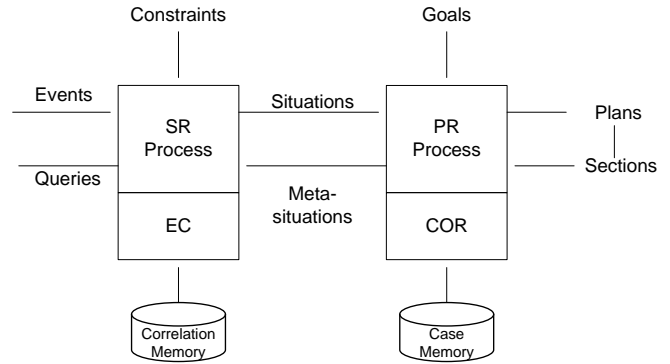 Constraints
Goals
Events
SR
Process
Situations
PR
Process
Plans
Queries
Meta-
situations
Sections
EC
COR
Correlation
Memory
Case
Memory